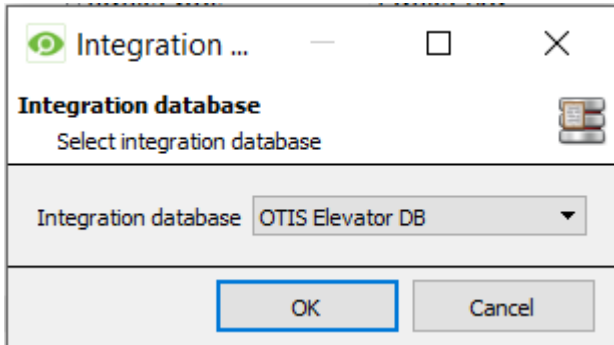 Integration ...
Integration database
Select integration database
Integration database OTIS Elevator DB
OK Cancel